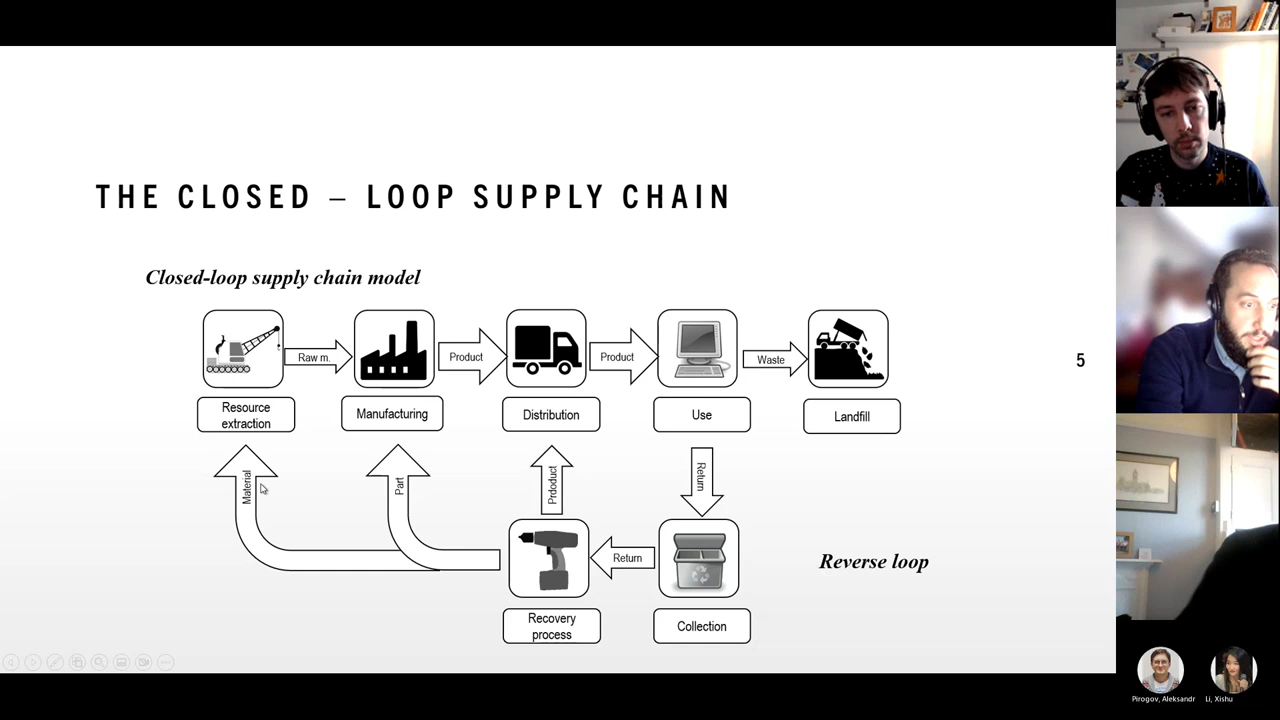 THE CLOSED – LOOP SUPPLY CHAIN
Closed-loop supply chain model
Raw m.
Product
Product
Waste
5
Resource
extraction
Manufacturing
Distribution
Use
Landfill
Material
Part
Prdoduct
Return
Return
Reverse loop
Recovery
process
Collection
Pirogov, Aleksandr
Li, Xishu